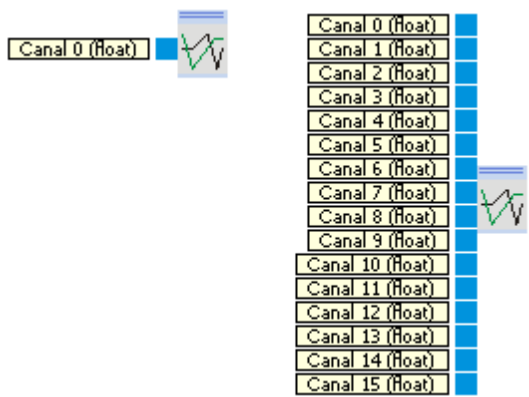 Canal 0 (float)
Canal 0 (float)
Canal 1 (float)
Canal 2 (float)
Canal 3 (float)
Canal 4 (float)
Canal 5 (float)
Canal 6 (float)
Canal 7 (float)
Canal 8 (float)
Canal 9 (float)
Canal 10 (float)
Canal 11 (float)
Canal 12 (float)
Canal 13 (float)
Canal 14 (float)
Canal 15 (float)